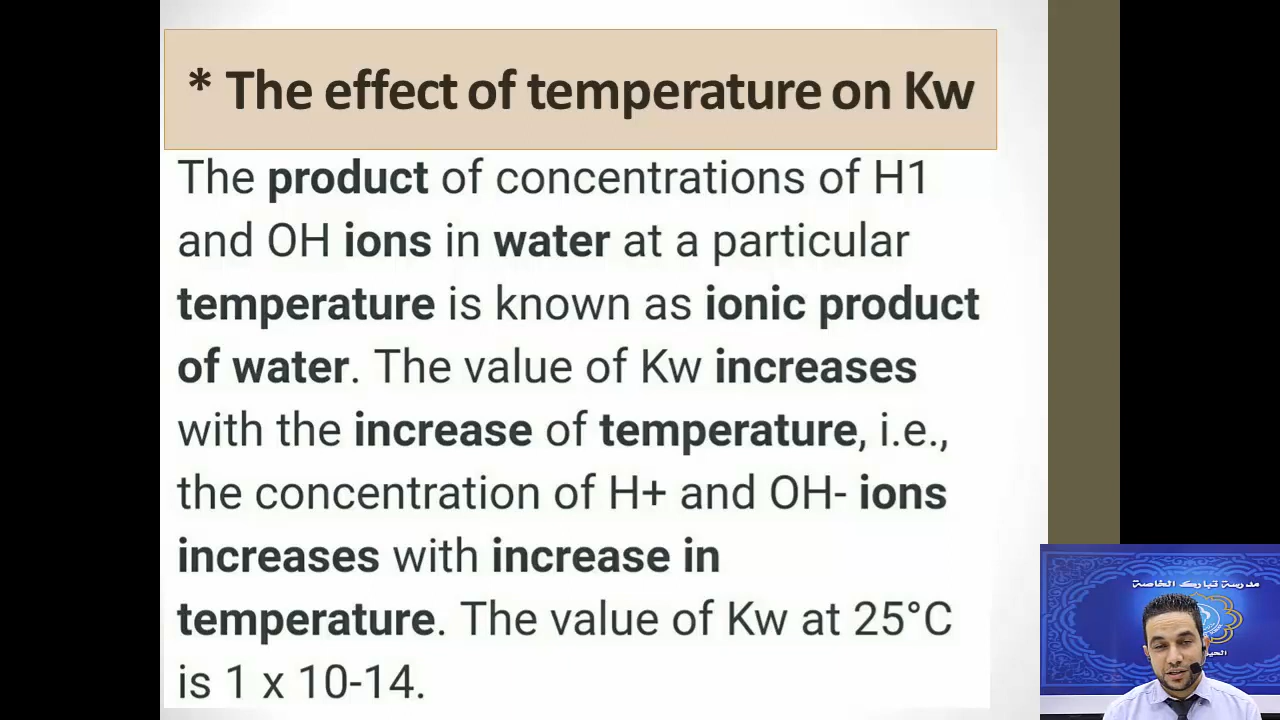 * The effect of temperature on Kw
The product of concentrations of H1
and OH ions in water at a particular
temperature is known as ionic product
of water. The value of Kw increases
with the increase of temperature, i.e.,
the concentration of H+ and OH- ions
increases with increase in
temperature. The value of Kw at 25°C
is 1 x 10-14.
مدرسة تبارك الخاصة